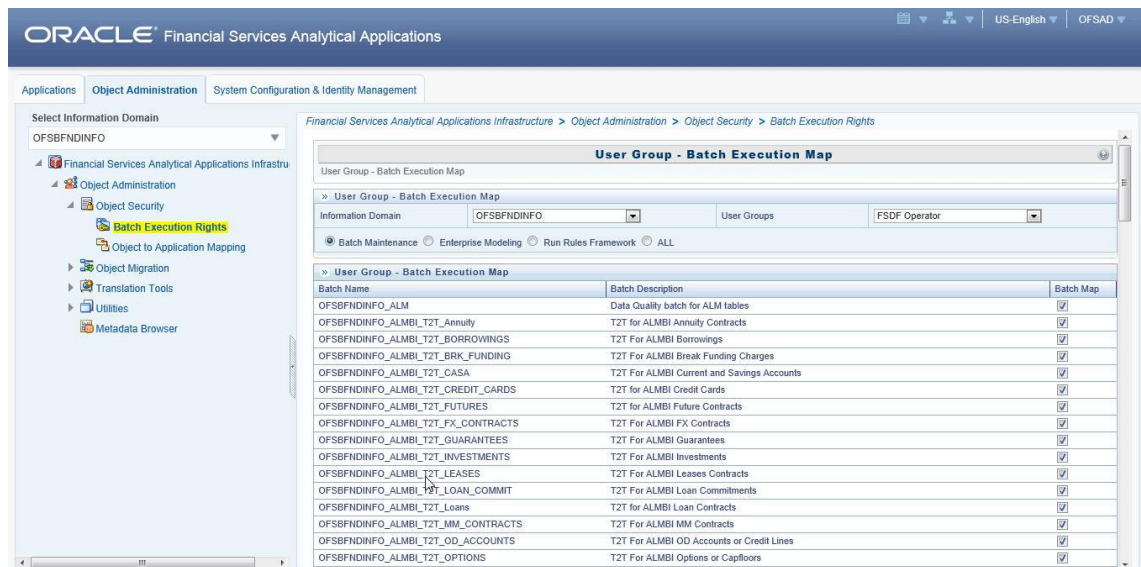 US-English OFSAD
ORACLE Financial Services Analytical Applications
Applications Object Administration System Configuration & Identity Management
Select Information Domain
OFSBFNDINFO
Financial Services Analytical Applications Infrastru
Object Administration
Object Security
Batch Execution Rights
Object to Application Mapping
Object Migration
Translation Tools
Utilities
Metadata Browser
Financial Services Analytical Applications Infrastructure > Object Administration > Object Security > Batch Execution Rights
User Group - Batch Execution Map
User Group - Batch Execution Map
» User Group - Batch Execution Map
Information Domain OFSBFNDINFO User Groups FSDF Operator
Batch Maintenance Enterprise Modeling Run Rules Framework ALL
» User Group - Batch Execution Map
Batch Name Batch Description Batch Map
OFSBFNDINFO_ALM Data Quality batch for ALM tables
OFSBFNDINFO_ALMBI_T2T_Annuity T2T for ALMBI Annuity Contracts
OFSBFNDINFO_ALMBI_T2T_BORROWINGS T2T For ALMBI Borrowings
OFSBFNDINFO_ALMBI_T2T_BRK_FUNDING T2T For ALMBI Break Funding Charges
OFSBFNDINFO_ALMBI_T2T_CASA T2T For ALMBI Current and Savings Accounts
OFSBFNDINFO_ALMBI_T2T_CREDIT_CARDS T2T for ALMBI Credit Cards
OFSBFNDINFO_ALMBI_T2T_FUTURES T2T for ALMBI Future Contracts
OFSBFNDINFO_ALMBI_T2T_FX_CONTRACTS T2T For ALMBI FX Contracts
OFSBFNDINFO_ALMBI_T2T_GUARANTEES T2T For ALMBI Guarantees
OFSBFNDINFO_ALMBI_T2T_INVESTMENTS T2T For ALMBI Investments
OFSBFNDINFO_ALMBI_T2T_LEASES T2T For ALMBI Leases Contracts
OFSBFNDINFO_ALMBI_T2T_LOAN_COMMIT T2T For ALMBI Loan Commitments
OFSBFNDINFO_ALMBI_T2T_Loans T2T for ALMBI Loan Contracts
OFSBFNDINFO_ALMBI_T2T_MM_CONTRACTS T2T For ALMBI MM Contracts
OFSBFNDINFO_ALMBI_T2T_OD_ACCOUNTS T2T For ALMBI OD Accounts or Credit Lines
OFSBFNDINFO_ALMBI_T2T_OPTIONS T2T For ALMBI Options or Capfloors